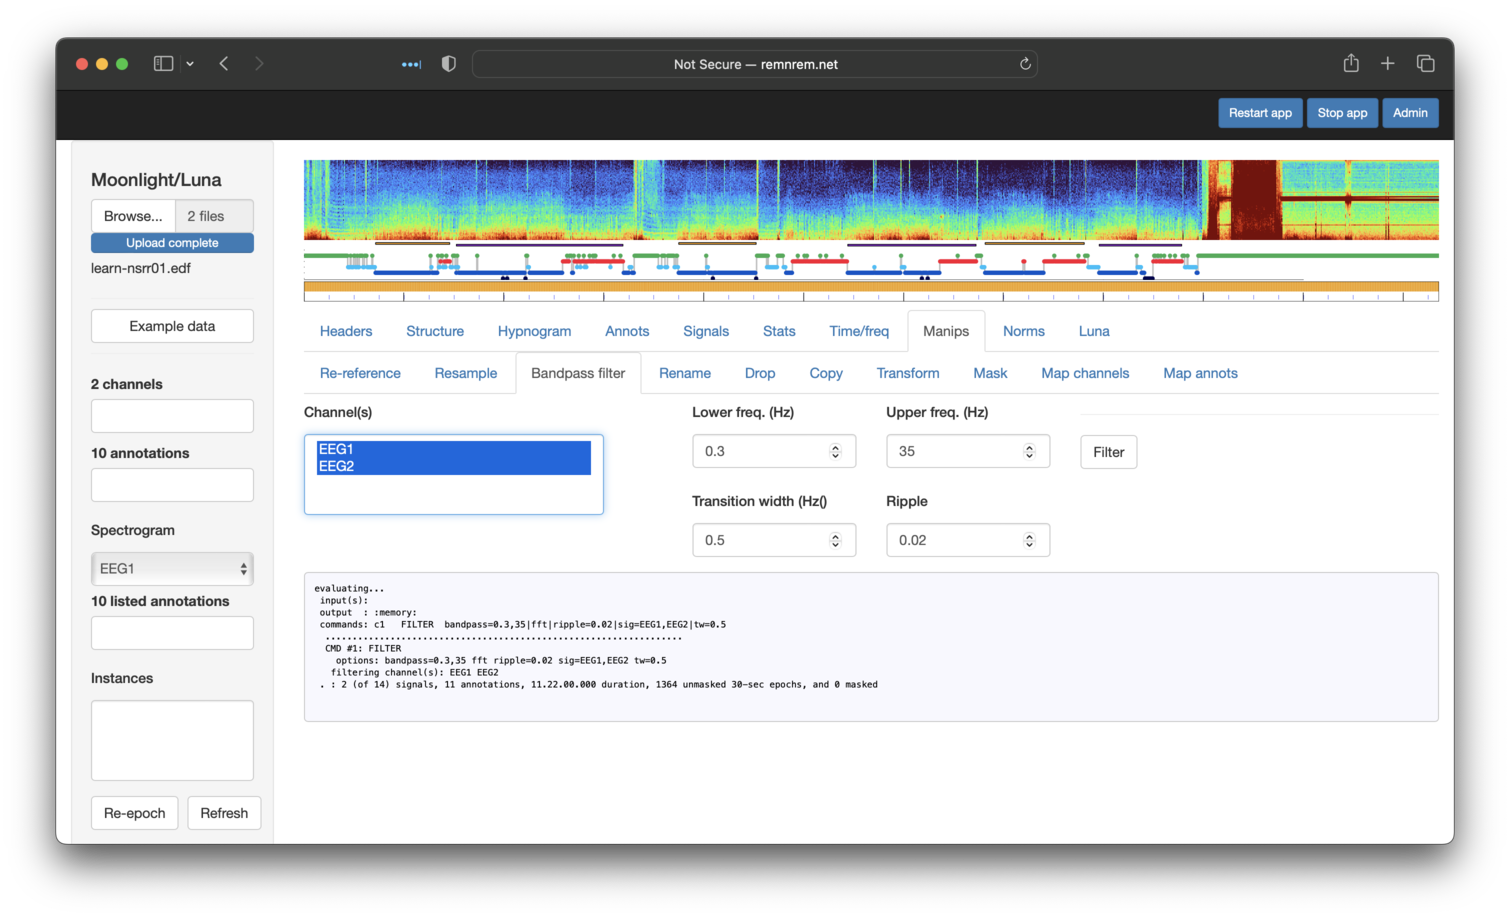 Not Secure — remnrem.net
Restart app
Stop app
Admin
Moonlight/Luna
Browse... 2 files
Upload complete
learn-nsrr01.edf
Example data
2 channels
10 annotations
Spectrogram
EEG1
10 listed annotations
Instances
Re-epoch Refresh
Headers Structure Hypnogram Annots Signals Stats Time/freq Manips Norms Luna
Re-reference Resample Bandpass filter Rename Drop Copy Transform Mask Map channels Map annots
Channel(s) Lower freq. (Hz) Upper freq. (Hz)
EEG1
EEG2
0.3 35 Filter
Transition width (Hz() Ripple
0.5 0.02
evaluating...
input(s):
output : :memory:
commands: c1 FILTER bandpass=0.3,35|fft|ripple=0.02|sig=EEG1,EEG2|tw=0.5
..................................................................
CMD #1: FILTER
options: bandpass=0.3,35 fft ripple=0.02 sig=EEG1,EEG2 tw=0.5
filtering channel(s): EEG1 EEG2
. : 2 (of 14) signals, 11 annotations, 11.22.00.000 duration, 1364 unmasked 30-sec epochs, and 0 masked